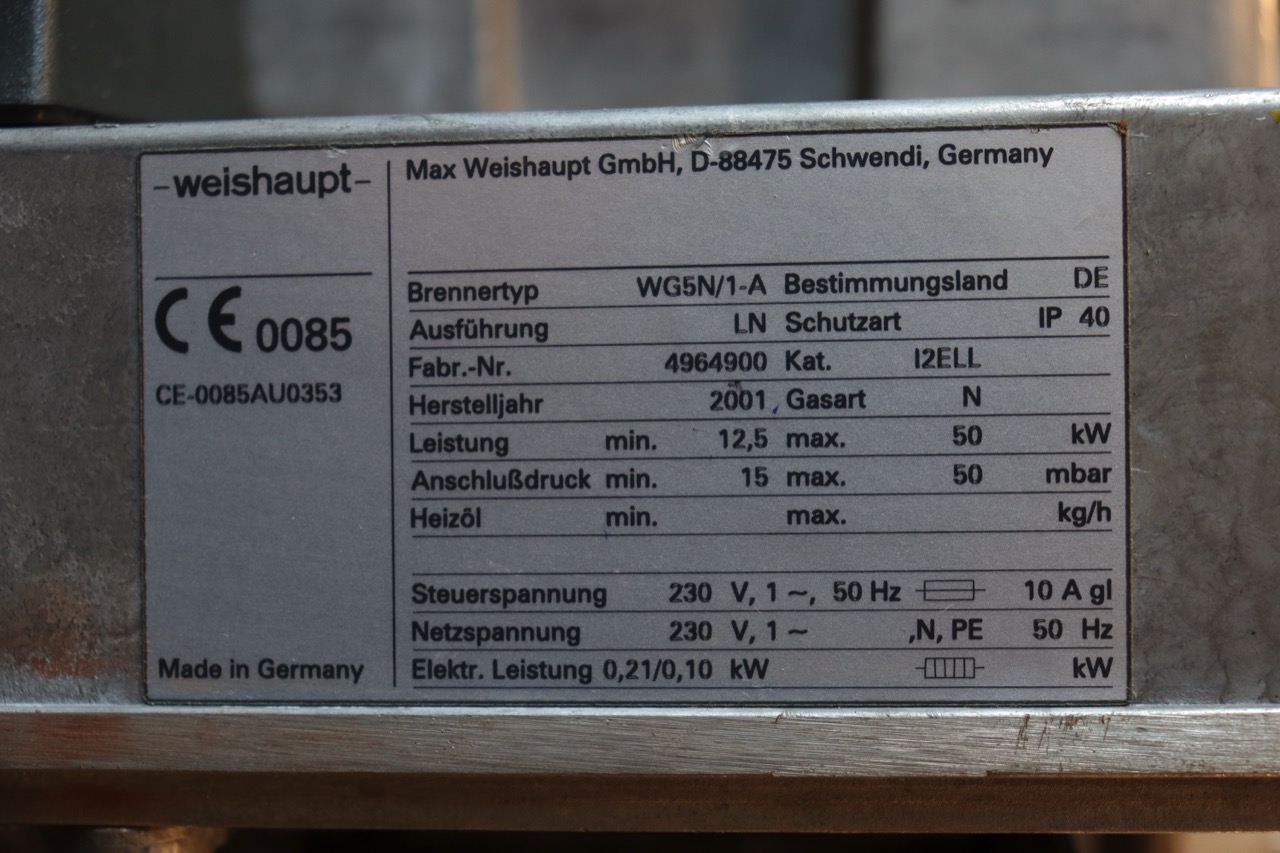 -weishaupt-
Max Weishaupt GmbH, D-88475 Schwendi, Germany
CE 0085
CE-0085AU0353
Made in Germany
Brennertyp WG5N/1-A Bestimmungsland DE
Ausführung LN Schutzart IP 40
Fabr.-Nr. 4964900 Kat. I2ELL
Herstelljahr 2001 Gasart N
Leistung min. 12,5 max. 50 kW
Anschlußdruck min. 15 max. 50 mbar
Heizöl min. max. kg/h
Steuerspannung 230 V, 1 ~, 50 Hz 10 A gl
Netzspannung 230 V, 1 ~ ,N, PE 50 Hz
Elektr. Leistung 0,21/0,10 kW kW